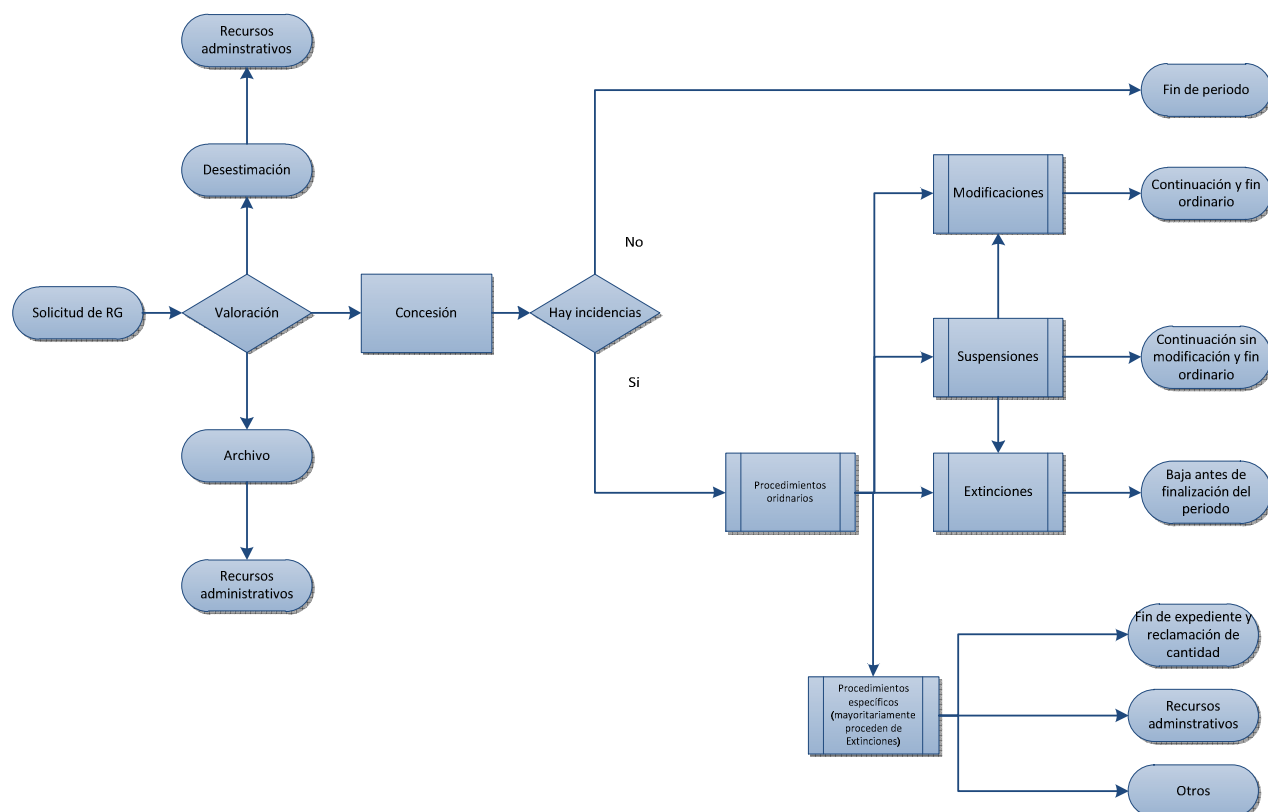 Recursos
adminstrativos
Fin de periodo
Desestimación
Modificaciones
Continuación y fin
ordinario
No
Solicitud de RG
Valoración
Concesión
Hay incidencias
Suspensiones
Continuación sin
modificación y fin
ordinario
Si
Archivo
Procedimientos
oridnarios
Extinciones
Baja antes de
finalización del
periodo
Recursos
administrativos
Fin de expediente y
reclamación de
cantidad
Procedimientos
específicos
(mayoritariamente
proceden de
Extinciones)
Recursos
adminstrativos
Otros